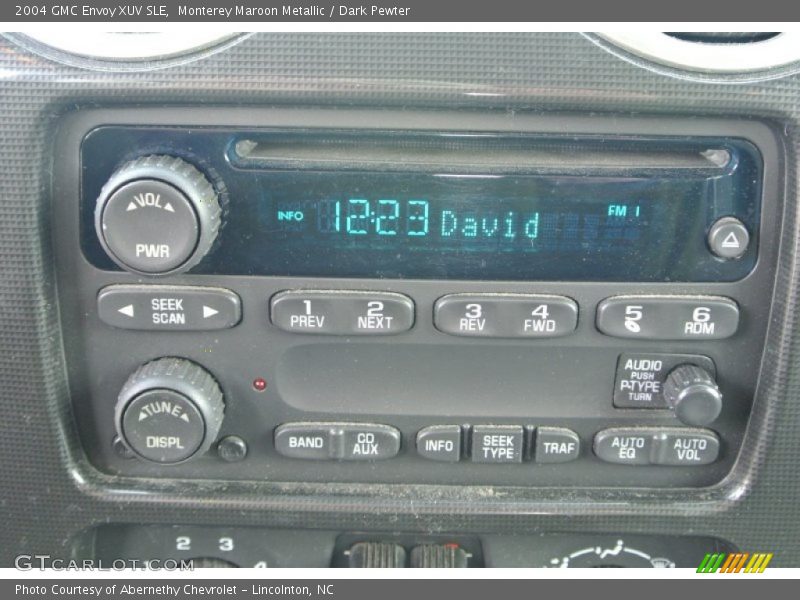 2004 GMC Envoy XUV SLE, Monterey Maroon Metallic / Dark Pewter
VOL
PWR
INFO 12:23 David FM 1
SEEK
SCAN
1 PREV 2 NEXT
3 REV 4 FWD
5 6 RDM
AUDIO
PUSH
P-TYPE
TURN
TUNE
DISPL
BAND CD AUX
INFO SEEK TYPE TRAF
AUTO EQ AUTO VOL
2 3 4
GTCarLot.com
Photo Courtesy of Abernethy Chevrolet – Lincolnton, NC